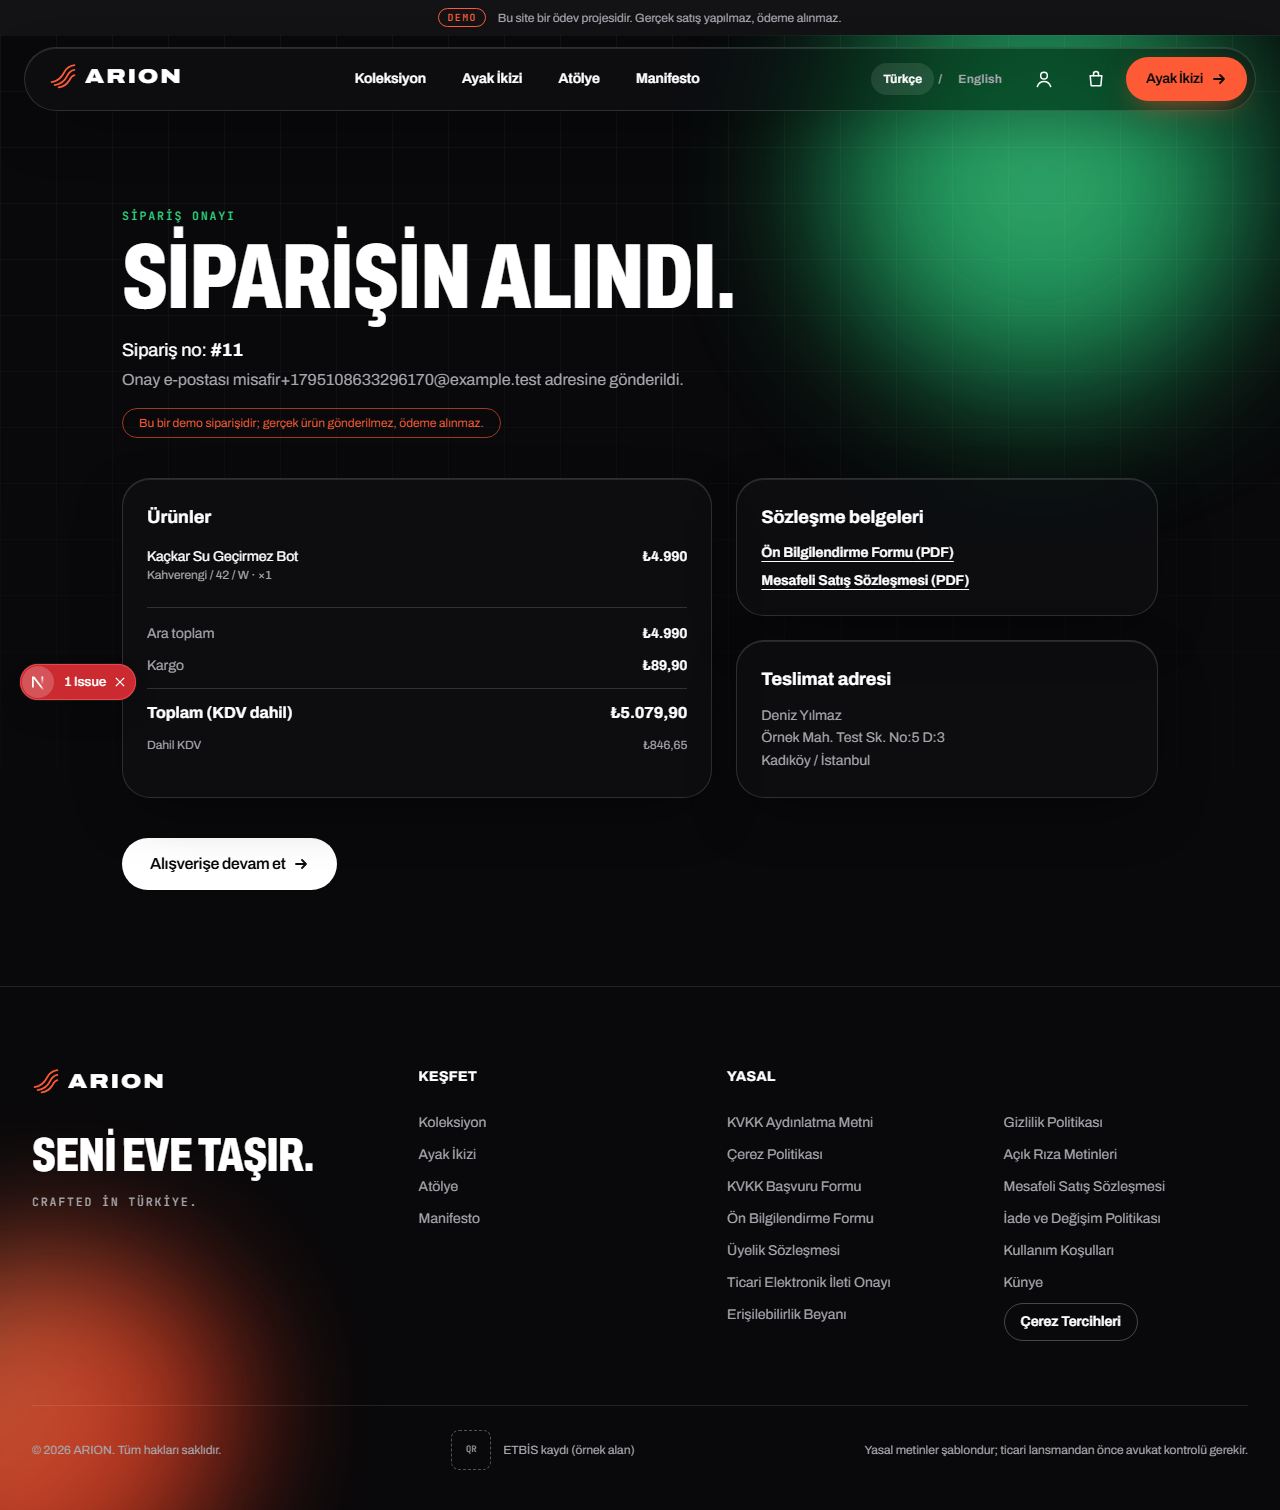 DEMO Bu site bir ödev projesidir. Gerçek satış yapılmaz, ödeme alınmaz.
ARION Koleksiyon Ayak İkizi Atölye Manifesto Türkçe / English Ayak İkizi
SİPARİŞ ONAYI
SİPARİŞİN ALINDI.
Sipariş no: #11
Onay e-postası misafir+1795108633296170@example.test adresine gönderildi.
Bu bir demo siparişidir; gerçek ürün gönderilmez, ödeme alınmaz.
Ürünler
Kaçkar Su Geçirmez Bot ₺4.990
Kahverengi / 42 / W · ×1
Ara toplam ₺4.990
Kargo ₺89,90
Toplam (KDV dahil) ₺5.079,90
Dahil KDV ₺846,65
Sözleşme belgeleri
Ön Bilgilendirme Formu (PDF)
Mesafeli Satış Sözleşmesi (PDF)
Teslimat adresi
Deniz Yılmaz
Örnek Mah. Test Sk. No:5 D:3
Kadıköy / İstanbul
N 1 Issue
Alışverişe devam et
ARION
SENİ EVE TAŞIR.
CRAFTED İN TÜRKİYE.
KEŞFET
Koleksiyon
Ayak İkizi
Atölye
Manifesto
YASAL
KVKK Aydınlatma Metni
Çerez Politikası
KVKK Başvuru Formu
Ön Bilgilendirme Formu
Üyelik Sözleşmesi
Ticari Elektronik İleti Onayı
Erişilebilirlik Beyanı
Gizlilik Politikası
Açık Rıza Metinleri
Mesafeli Satış Sözleşmesi
İade ve Değişim Politikası
Kullanım Koşulları
Künye
Çerez Tercihleri
© 2026 ARION. Tüm hakları saklıdır.
QR ETBİS kaydı (örnek alan)
Yasal metinler şablondur; ticari lansmandan önce avukat kontrolü gerekir.